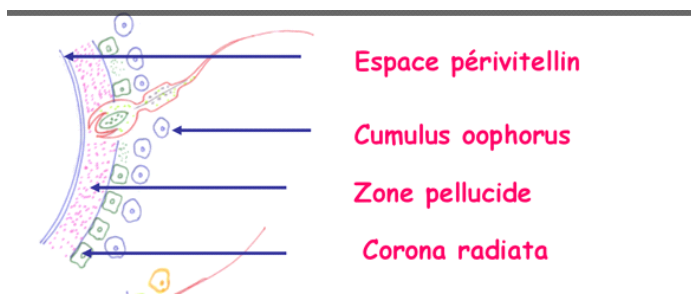 Espace périvitellin
Cumulus oophorus
Zone pellucide
Corona radiata